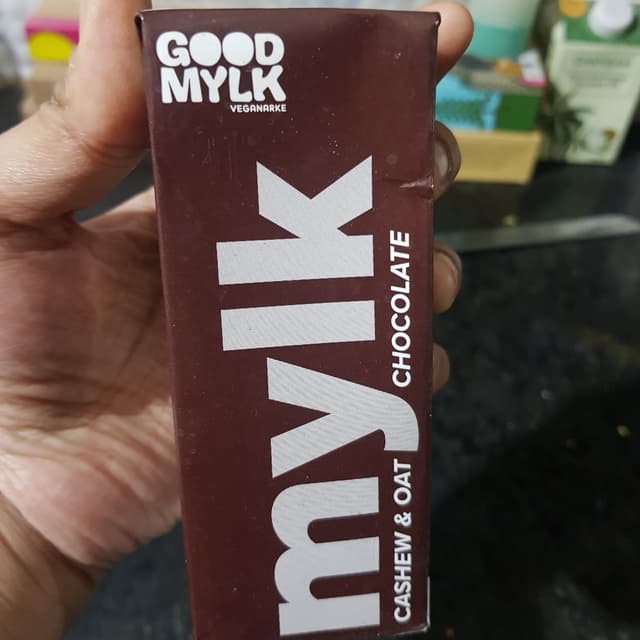 GOOD
MYLK
VEGANARKE
mylk
CASHEW & OAT CHOCOLATE